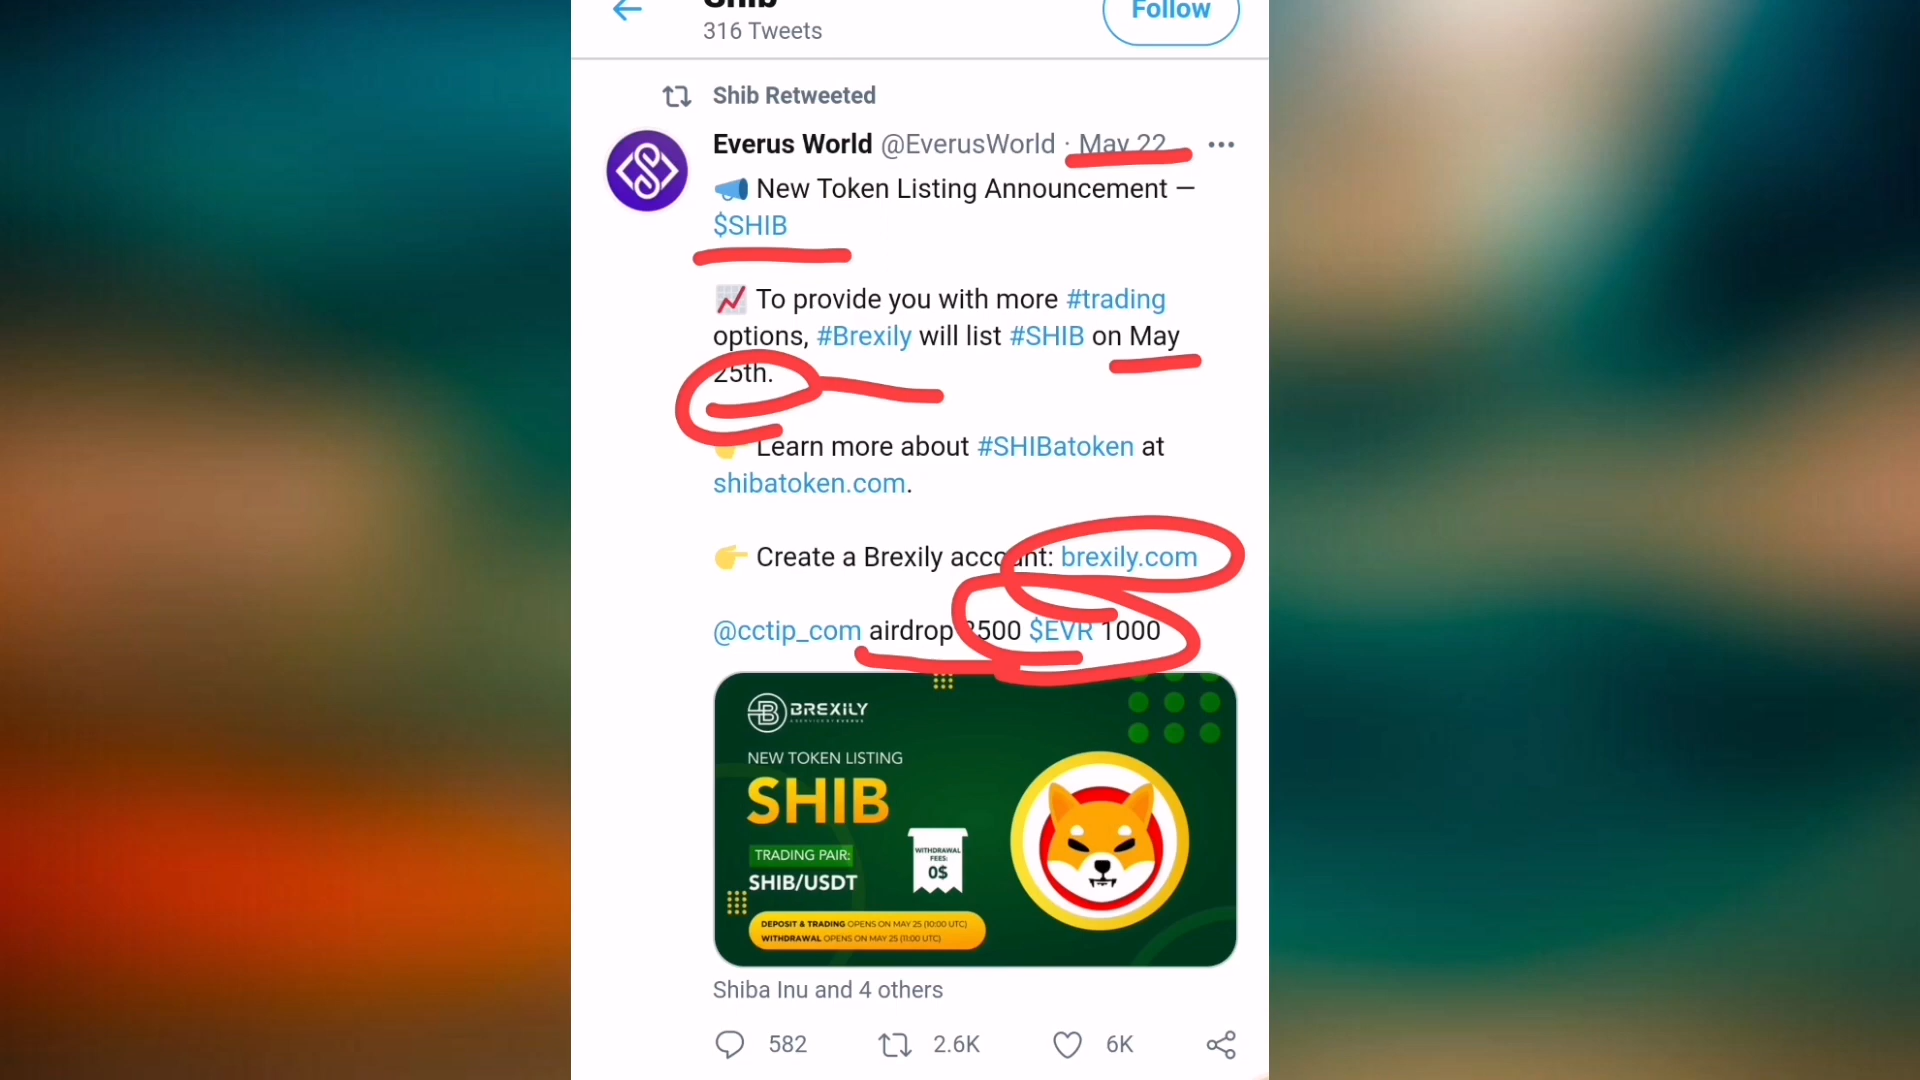 Shib
316 Tweets
Follow
Shib Retweeted
Everus World @EverusWorld · May 22
New Token Listing Announcement —
$SHIB
To provide you with more #trading
options, #Brexily will list #SHIB on May
25th.
Learn more about #SHIBatoken at
shibatoken.com.
Create a Brexily account: brexily.com
@cctip_com airdrop 500 $EVR 1000
BREXILY
NEW TOKEN LISTING
SHIB
TRADING PAIR:
SHIB/USDT
WITHDRAWAL
FEES:
0$
DEPOSIT & TRADING OPENS ON MAY 25 (10:00 UTC)
WITHDRAWAL OPENS ON MAY 25 (11:00 UTC)
Shiba Inu and 4 others
582
2.6K
6K